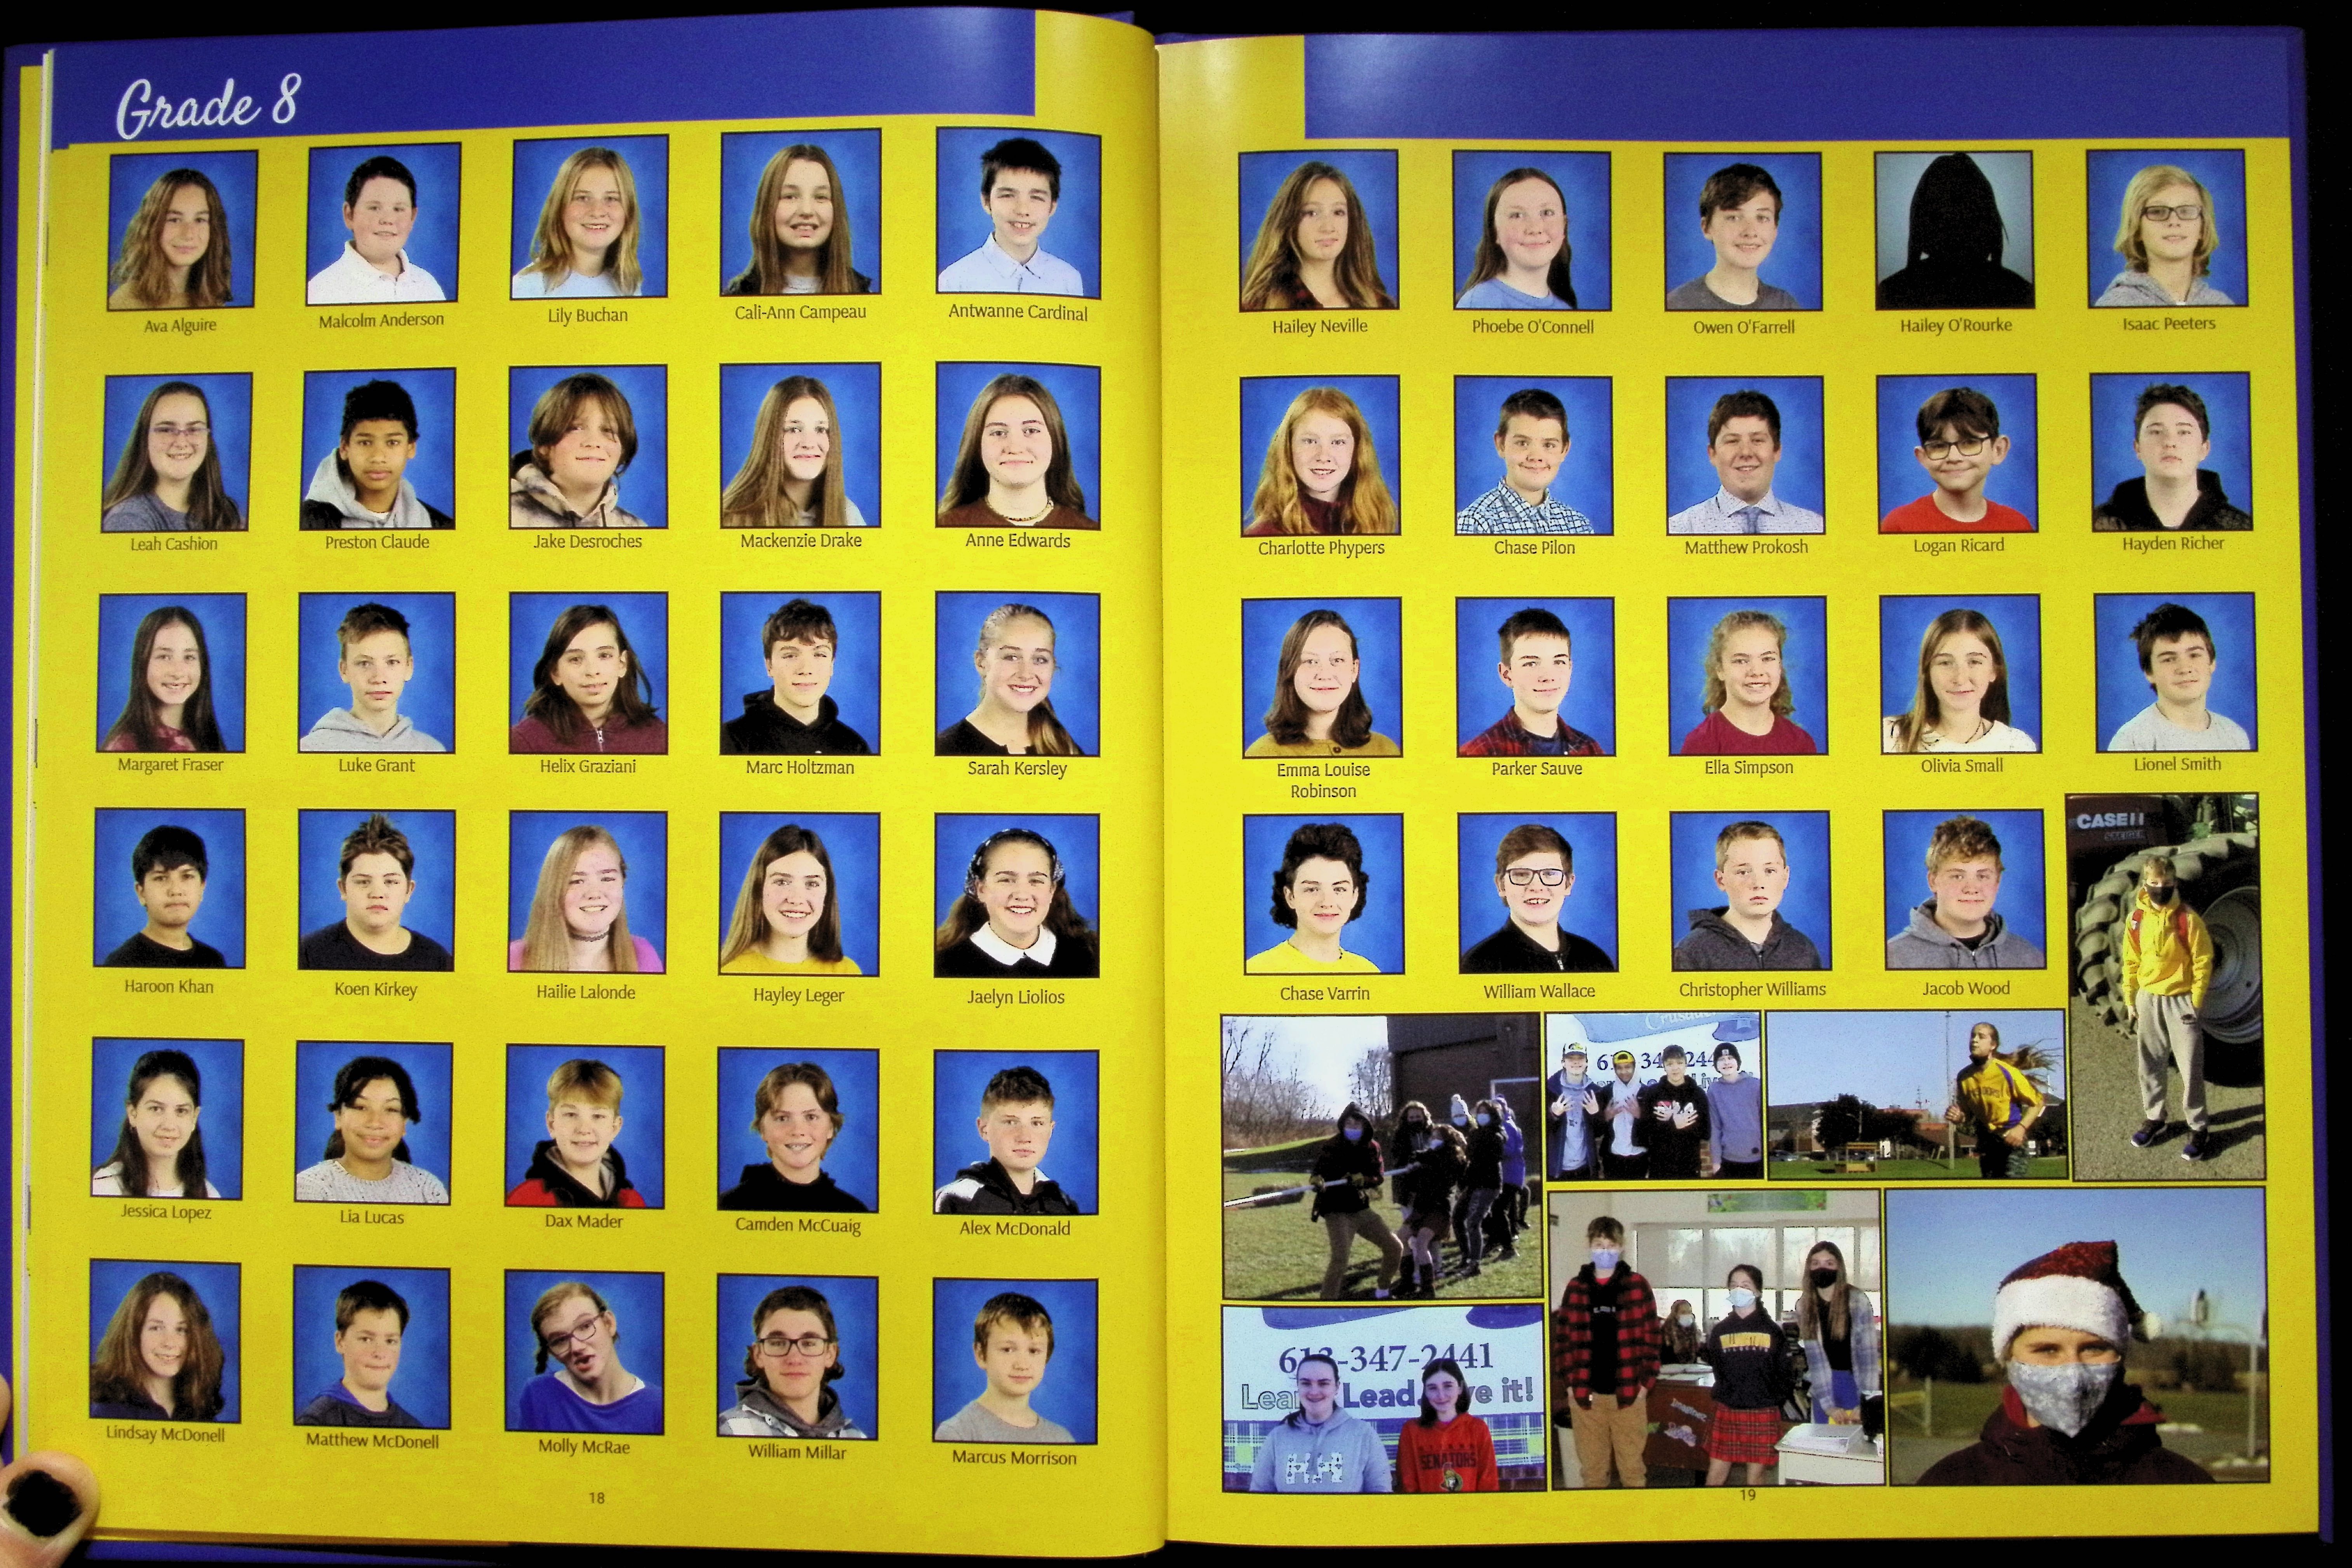 Grade 8
Ava Alguire
Malcolm Anderson
Lily Buchan
Cali-Ann Campeau
Antwanne Cardinal
Leah Cashion
Preston Claude
Jake Desroches
Mackenzie Drake
Anne Edwards
Margaret Fraser
Luke Grant
Helix Graziani
Marc Holtzman
Sarah Kersley
Haroon Khan
Koen Kirkey
Hailie Lalonde
Hayley Leger
Jaelyn Liolios
Jessica Lopez
Lia Lucas
Dax Mader
Camden McCuaig
Alex McDonald
Lindsay McDonell
Matthew McDonell
Molly McRae
William Millar
Marcus Morrison
18
Hailey Neville
Phoebe O'Connell
Owen O'Farrell
Hailey O'Rourke
Isaac Peeters
Charlotte Phypers
Chase Pilon
Matthew Prokosh
Logan Ricard
Hayden Richer
Emma Louise
Robinson
Parker Sauve
Ella Simpson
Olivia Small
Lionel Smith
Chase Varrin
William Wallace
Christopher Williams
Jacob Wood
CASE II
STEIGER
613-347-2441
Lead
it!
SENATORS
19